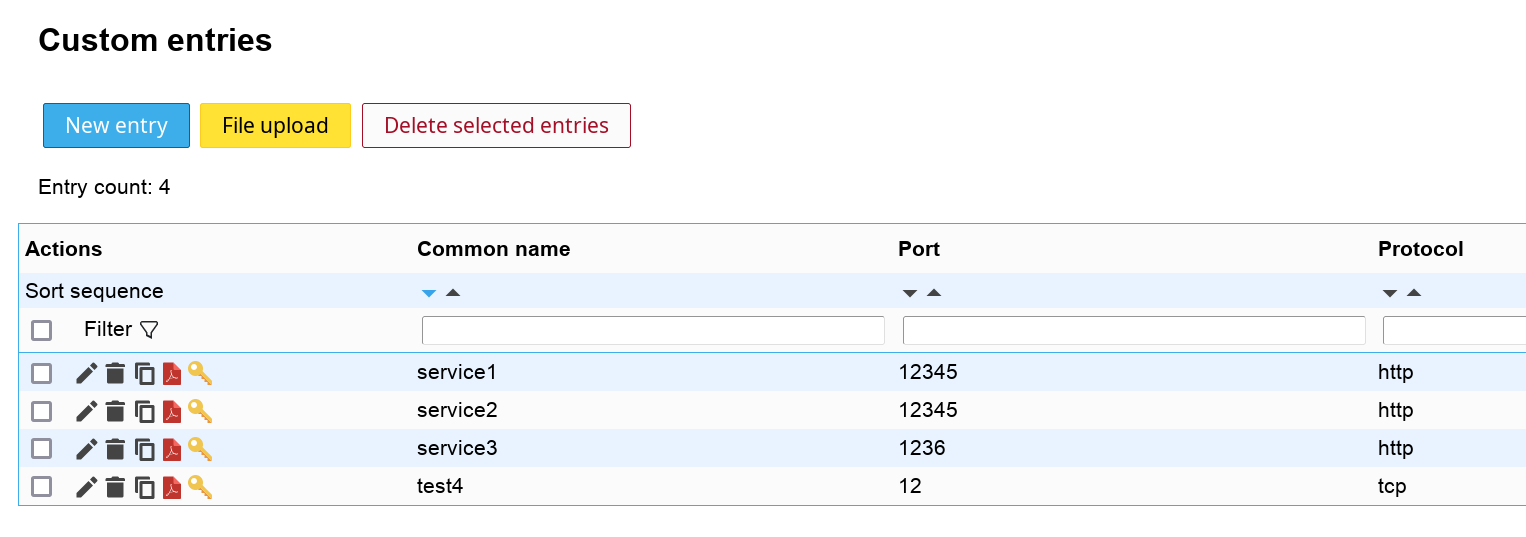 Custom entries
New entry File upload Delete selected entries
Entry count: 4
Actions Common name Port Protocol
Sort sequence
Filter
service1 12345 http
service2 12345 http
service3 1236 http
test4 12 tcp